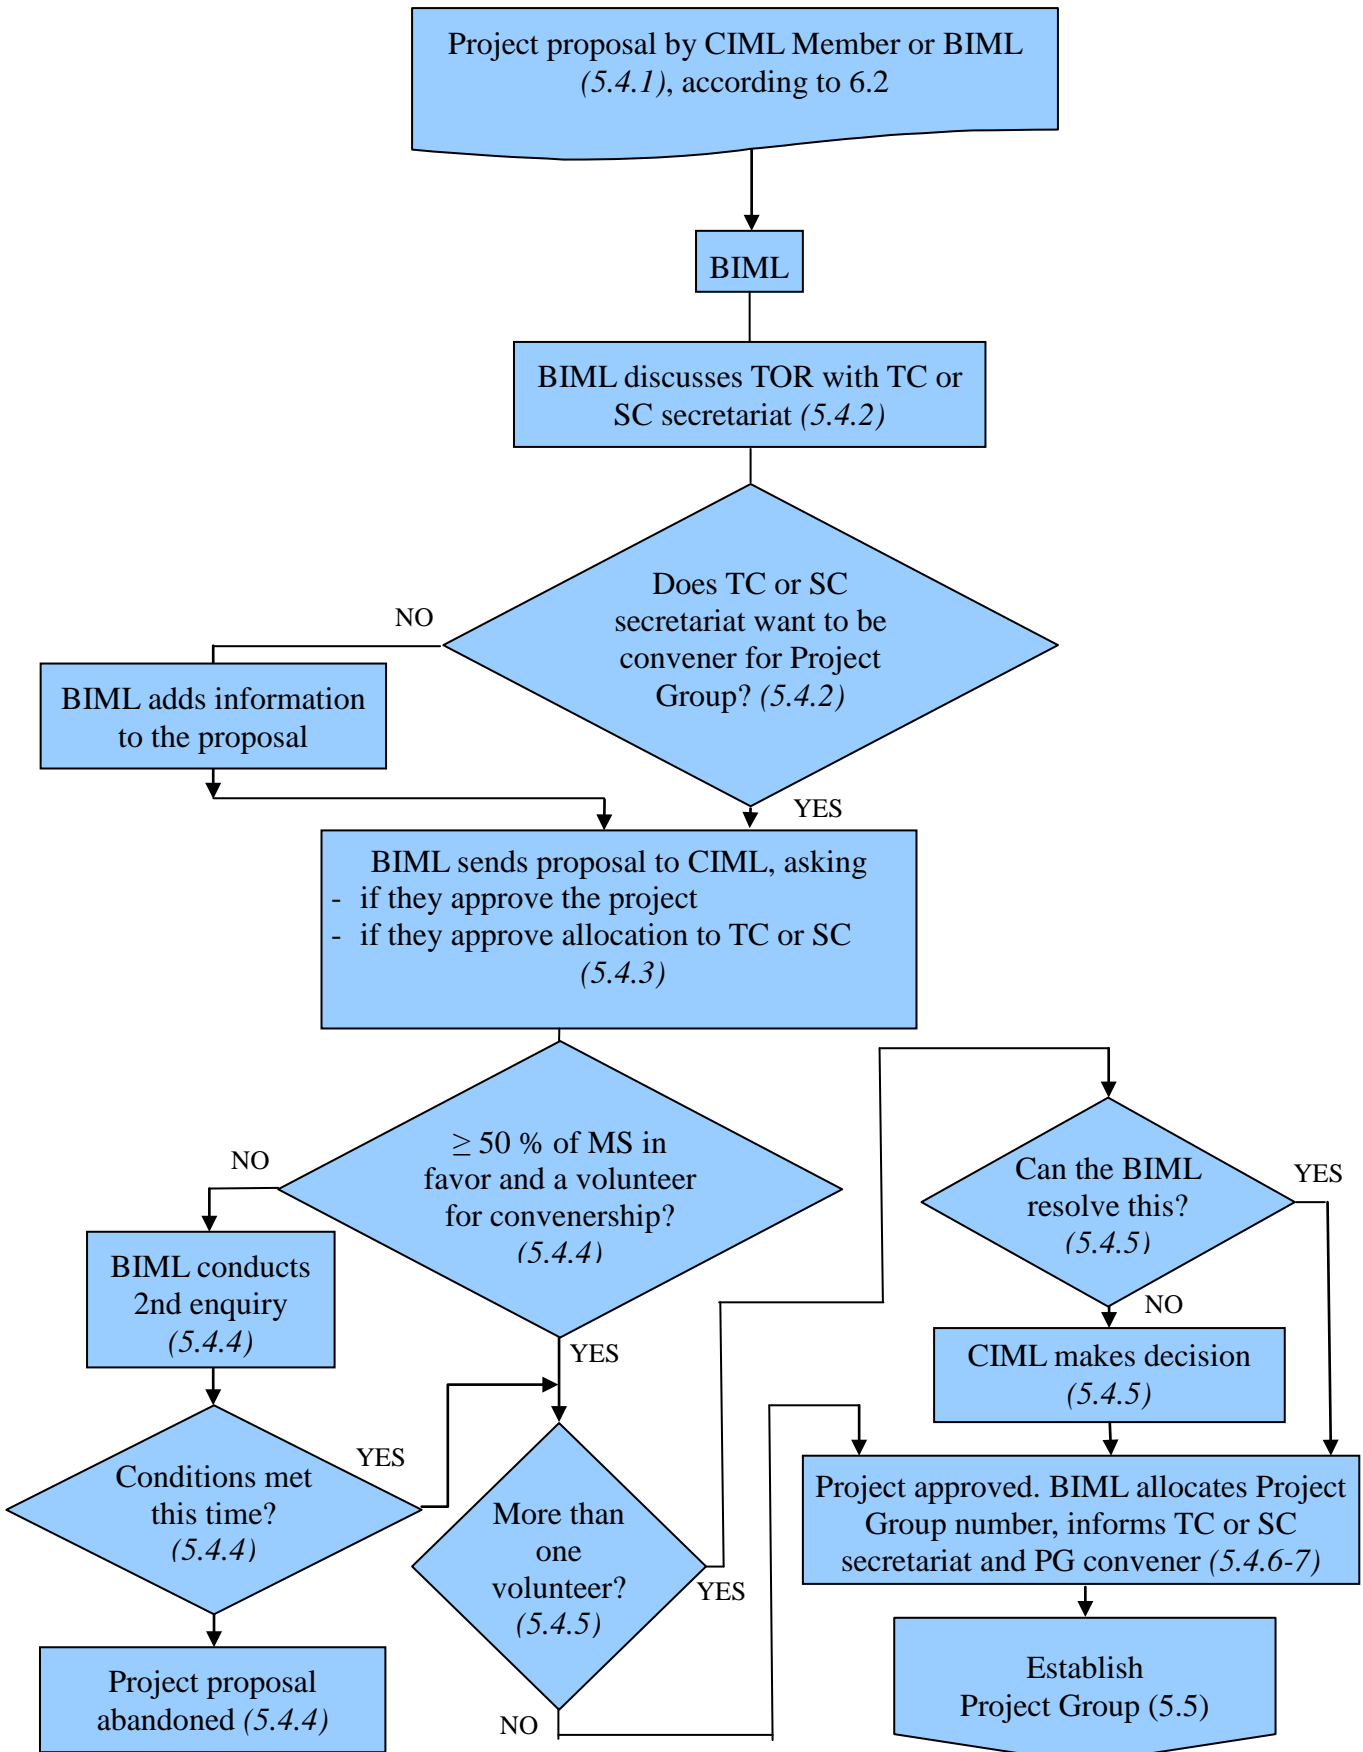 Project proposal by CIML Member or BIML
(5.4.1), according to 6.2
BIML
BIML discusses TOR with TC or
SC secretariat (5.4.2)
Does TC or SC
secretariat want to be
convener for Project
Group? (5.4.2)
NO
BIML adds information
to the proposal
YES
BIML sends proposal to CIML, asking
- if they approve the project
- if they approve allocation to TC or SC
(5.4.3)
≥ 50 % of MS in
favor and a volunteer
for convenership?
(5.4.4)
NO
BIML conducts
2nd enquiry
(5.4.4)
YES
Conditions met
this time?
(5.4.4)
YES
Project proposal
abandoned (5.4.4)
More than
one
volunteer?
(5.4.5)
YES
NO
Can the BIML
resolve this?
(5.4.5)
YES
NO
CIML makes decision
(5.4.5)
Project approved. BIML allocates Project
Group number, informs TC or SC
secretariat and PG convener (5.4.6-7)
Establish
Project Group (5.5)